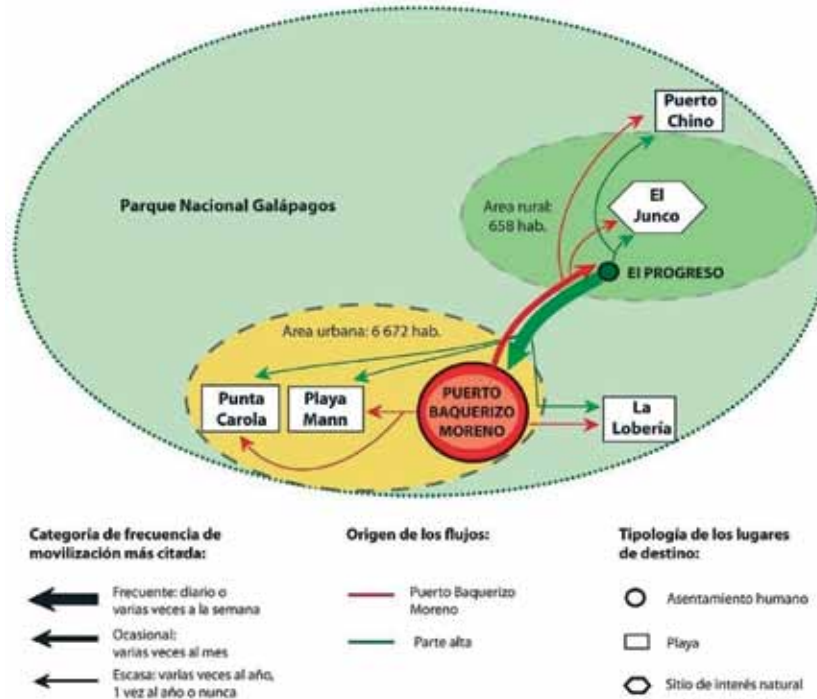 Puerto
Chino
Parque Nacional Galápagos
Area rural:
658 hab.
El
Junco
El PROGRESO
Area urbana: 6 672 hab.
Punta
Carola
Playa
Mann
PUERTO
BAQUERIZO
MORENO
La
Lobería
Categoría de frecuencia de
movilización más citada:
Frecuente: diario o
varias veces a la semana
Ocasional:
varias veces al mes
Escasa: varias veces al año,
1 vez al año o nunca
Origen de los flujos:
Puerto Baquerizo
Moreno
Parte alta
Tipología de los lugares
de destino:
Asentamiento humano
Playa
Sitio de interés natural